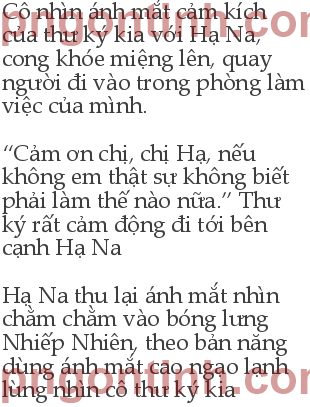 Cô nhìn ánh mắt cảm kích
của thư ký kia với Hạ Na,
cong khóe miệng lên, quay
người đi vào trong phòng làm
việc của mình.
“Cảm ơn chị, chị Hạ, nếu
không em thật sự không biết
phải làm thế nào nữa.” Thư
ký rất cảm động đi tới bên
cạnh Hạ Na
Hạ Na thu lại ánh mắt nhìn
chằm chằm vào bóng lưng
Nhiếp Nhiên, theo bản năng
dùng ánh mắt cao ngạo lạnh
lùng nhìn cô thư ký kia
pngontinh.com
pngontinh.com